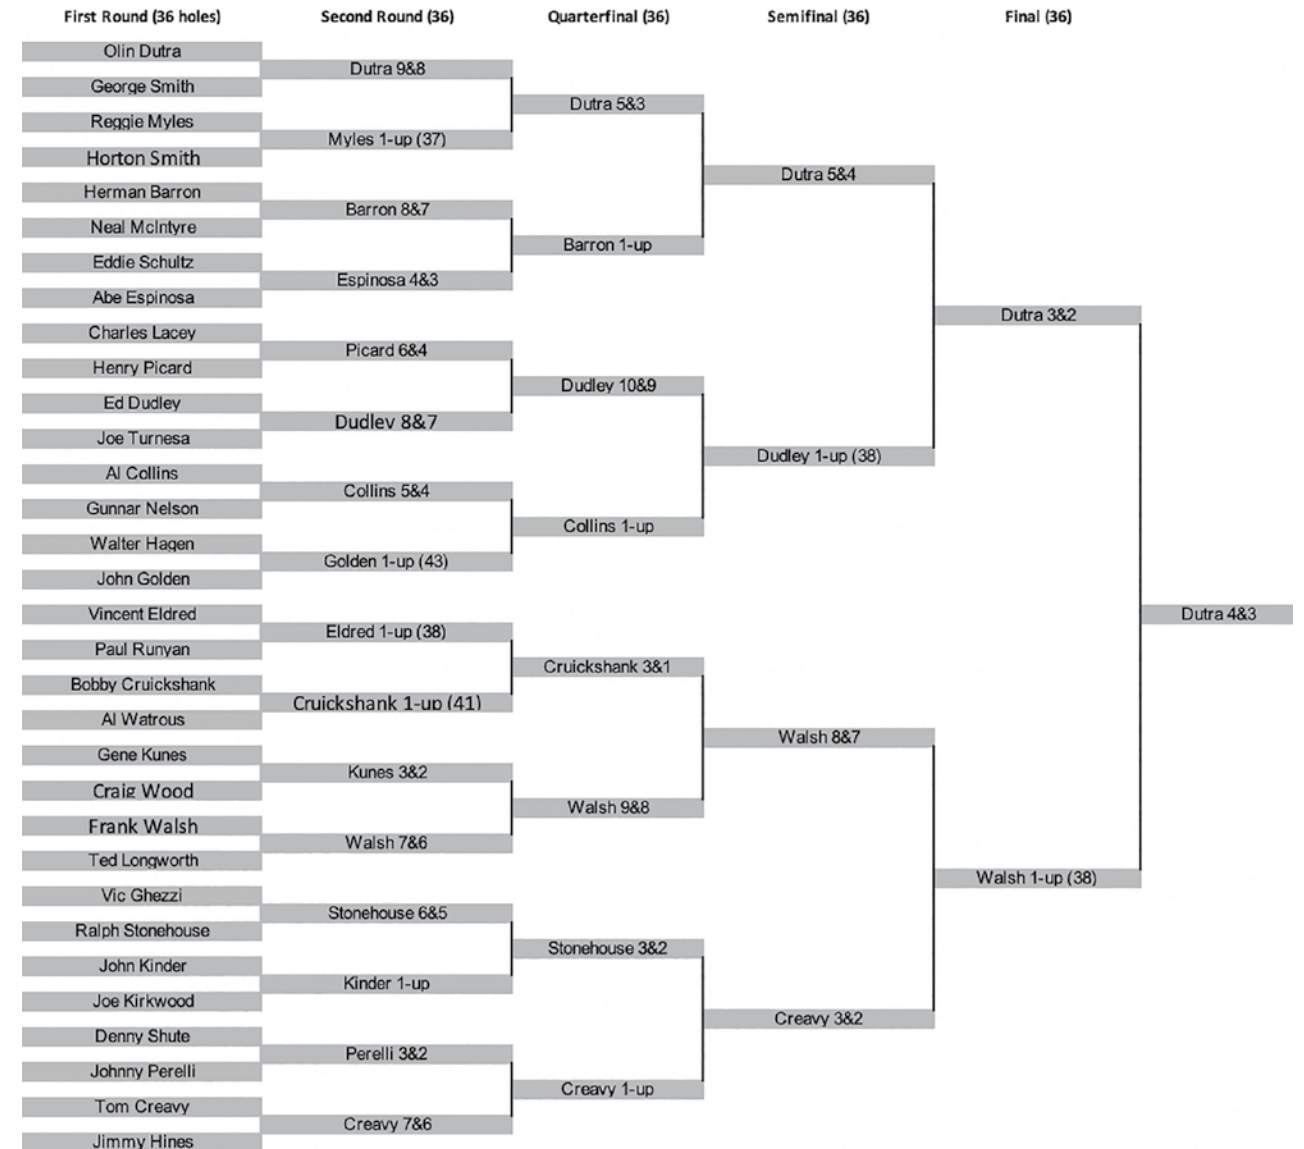 First Round (36 holes)
Second Round (36)
Quarterfinal (36)
Semifinal (36)
Final (36)
Olin Dutra
George Smith
Reggie Myles
Horton Smith
Herman Barron
Neal McIntyre
Eddie Schultz
Abe Espinosa
Charles Lacey
Henry Picard
Ed Dudley
Joe Turnesa
Al Collins
Gunnar Nelson
Walter Hagen
John Golden
Vincent Eldred
Paul Runyan
Bobby Cruickshank
Al Watrous
Gene Kunes
Craig Wood
Frank Walsh
Ted Longworth
Vic Ghezzi
Ralph Stonehouse
John Kinder
Joe Kirkwood
Denny Shute
Johnny Perelli
Tom Creavy
Jimmy Hines
Dutra 9&8
Myles 1-up (37)
Barron 8&7
Espinosa 4&3
Picard 6&4
Dudley 8&7
Collins 5&4
Golden 1-up (43)
Eldred 1-up (38)
Cruickshank 1-up (41)
Kunes 3&2
Walsh 7&6
Stonehouse 6&5
Kinder 1-up
Perelli 3&2
Creavy 7&6
Dutra 5&3
Barron 1-up
Dudley 10&9
Collins 1-up
Cruickshank 3&1
Walsh 9&8
Stonehouse 3&2
Creavy 1-up
Dutra 5&4
Dudley 1-up (38)
Walsh 8&7
Creavy 3&2
Dutra 3&2
Walsh 1-up (38)
Dutra 4&3